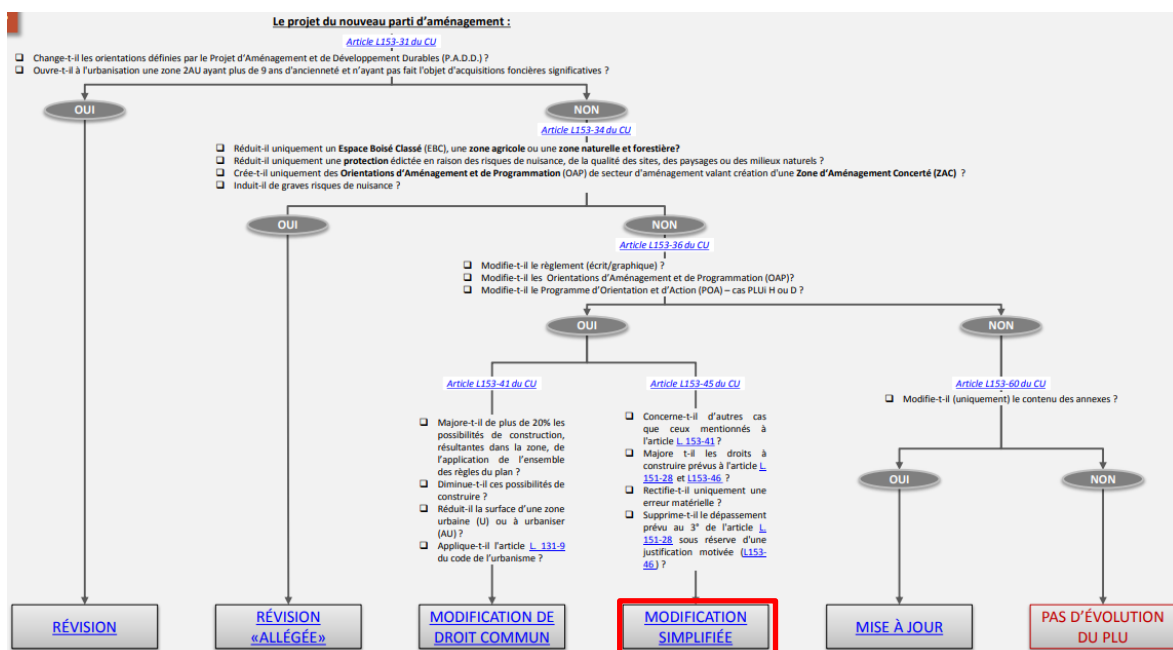 Le projet du nouveau parti d'aménagement :
Article L153-31 du CU
❑ Change-t-il les orientations définies par le Projet d'Aménagement et de Développement Durables (P.A.D.D.) ?
❑ Ouvre-t-il à l'urbanisation une zone 2AU ayant plus de 9 ans d'ancienneté et n'ayant pas fait l'objet d'acquisitions foncières significatives ?
OUI
NON
Article L153-34 du CU
❑ Réduit-il uniquement un Espace Boisé Classé (EBC), une zone agricole ou une zone naturelle et forestière?
❑ Réduit-il uniquement une protection édictée en raison des risques de nuisance, de la qualité des sites, des paysages ou des milieux naturels ?
❑ Crée-t-il uniquement des Orientations d'Aménagement et de Programmation (OAP) de secteur d'aménagement valant création d'une Zone d'Aménagement Concerté (ZAC) ?
❑ Induit-il de graves risques de nuisance ?
OUI
NON
Article L153-36 du CU
❑ Modifie-t-il le règlement (écrit/graphique) ?
❑ Modifie-t-il les Orientations d'Aménagement et de Programmation (OAP)?
❑ Modifie-t-il le Programme d'Orientation et d'Action (POA) – cas PLUi H ou D ?
OUI
NON
Article L153-41 du CU
❑ Majore-t-il de plus de 20% les
possibilités de construction,
résultantes dans la zone, de
l'application de l'ensemble
des règles du plan ?
❑ Diminue-t-il ces possibilités de
construire ?
❑ Réduit-il la surface d'une zone
urbaine (U) ou à urbaniser
(AU) ?
❑ Applique-t-il l'article L. 131-9
du code de l'urbanisme ?
Article L153-45 du CU
❑ Concerne-t-il d'autres cas
que ceux mentionnés à
l'article L. 153-41 ?
❑ Majore t-il les droits à
construire prévus à l'article L.
151-28 et L153-46 ?
❑ Rectifie-t-il uniquement une
erreur matérielle ?
❑ Supprime-t-il le dépassement
prévu au 3° de l'article L.
151-28 sous réserve d'une
justification motivée (L153-
46 ) ?
Article L153-60 du CU
❑ Modifie-t-il (uniquement) le contenu des annexes ?
OUI
NON
RÉVISION
RÉVISION
«ALLÉGÉE»
MODIFICATION DE
DROIT COMMUN
MODIFICATION
SIMPLIFIÉE
MISE À JOUR
PAS D'ÉVOLUTION
DU PLU